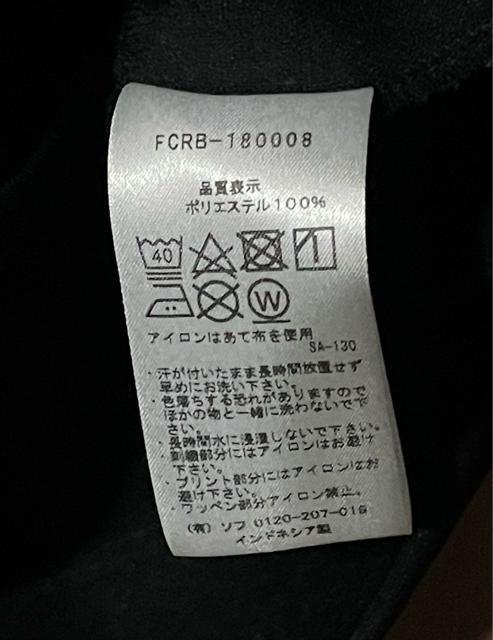 FCRB-180008
品質表示
ポリエステル100%
40
W
アイロンはあて布を使用
SA-130
・汗が付いたまま長時間放置せず
早めにお洗い下さい。
・色落ちする恐れがありますので
ほかの物と一緒に洗わないで下
さい。
・長時間水に浸漬しないで下さい。
・刺繍部分にはアイロンはお避け
下さい。
・プリント部分にはアイロンはお
避け下さい。
・ワッペン部分アイロン禁止。
(有) ソフ 0120-207-016
インドネシア製